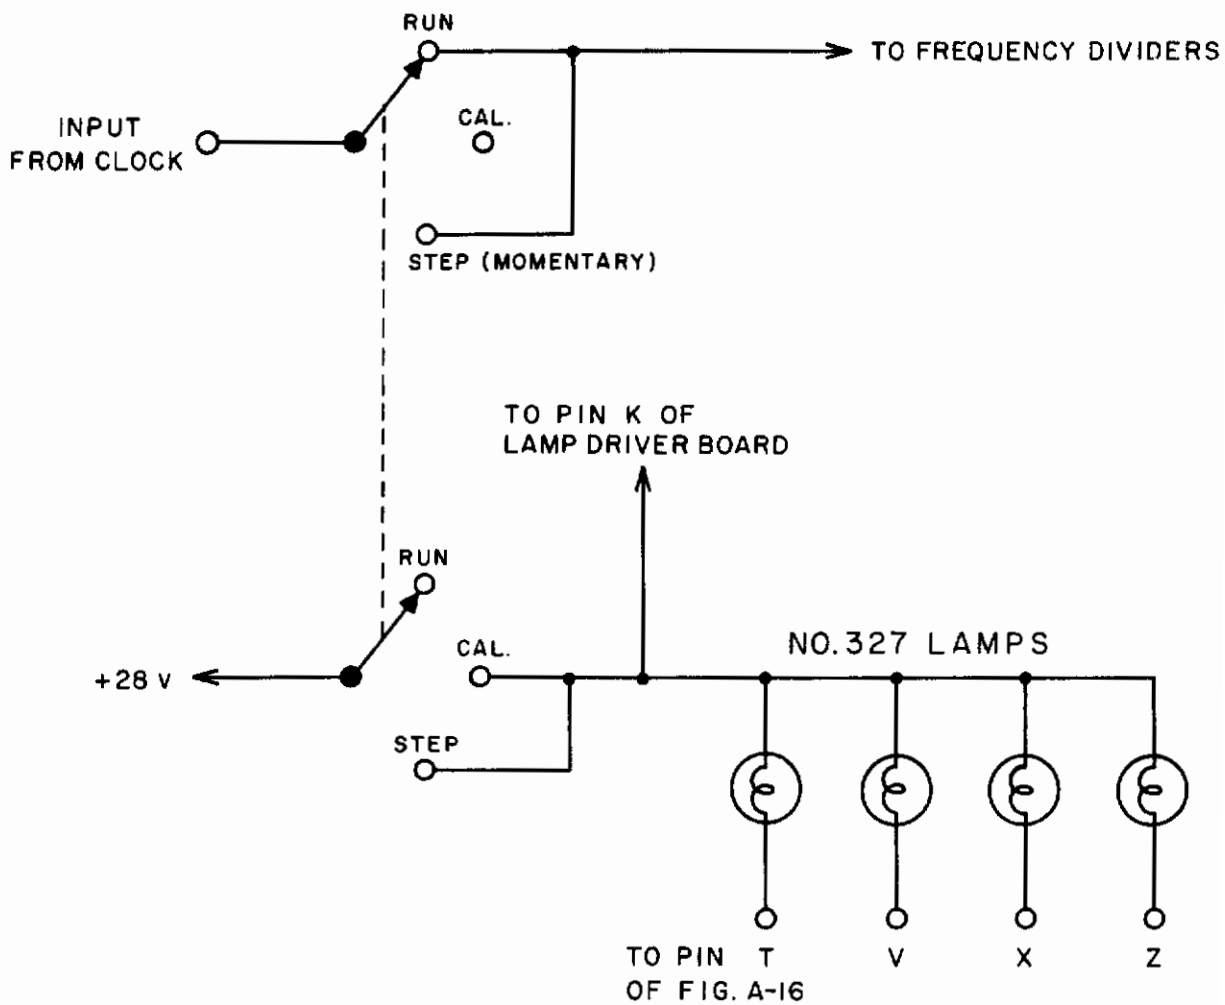 RUN
TO FREQUENCY DIVIDERS
INPUT
FROM CLOCK
CAL.
STEP (MOMENTARY)
TO PIN K OF
LAMP DRIVER BOARD
RUN
NO.327 LAMPS
+28 V
CAL.
STEP
TO PIN T V X Z
OF FIG. A-16